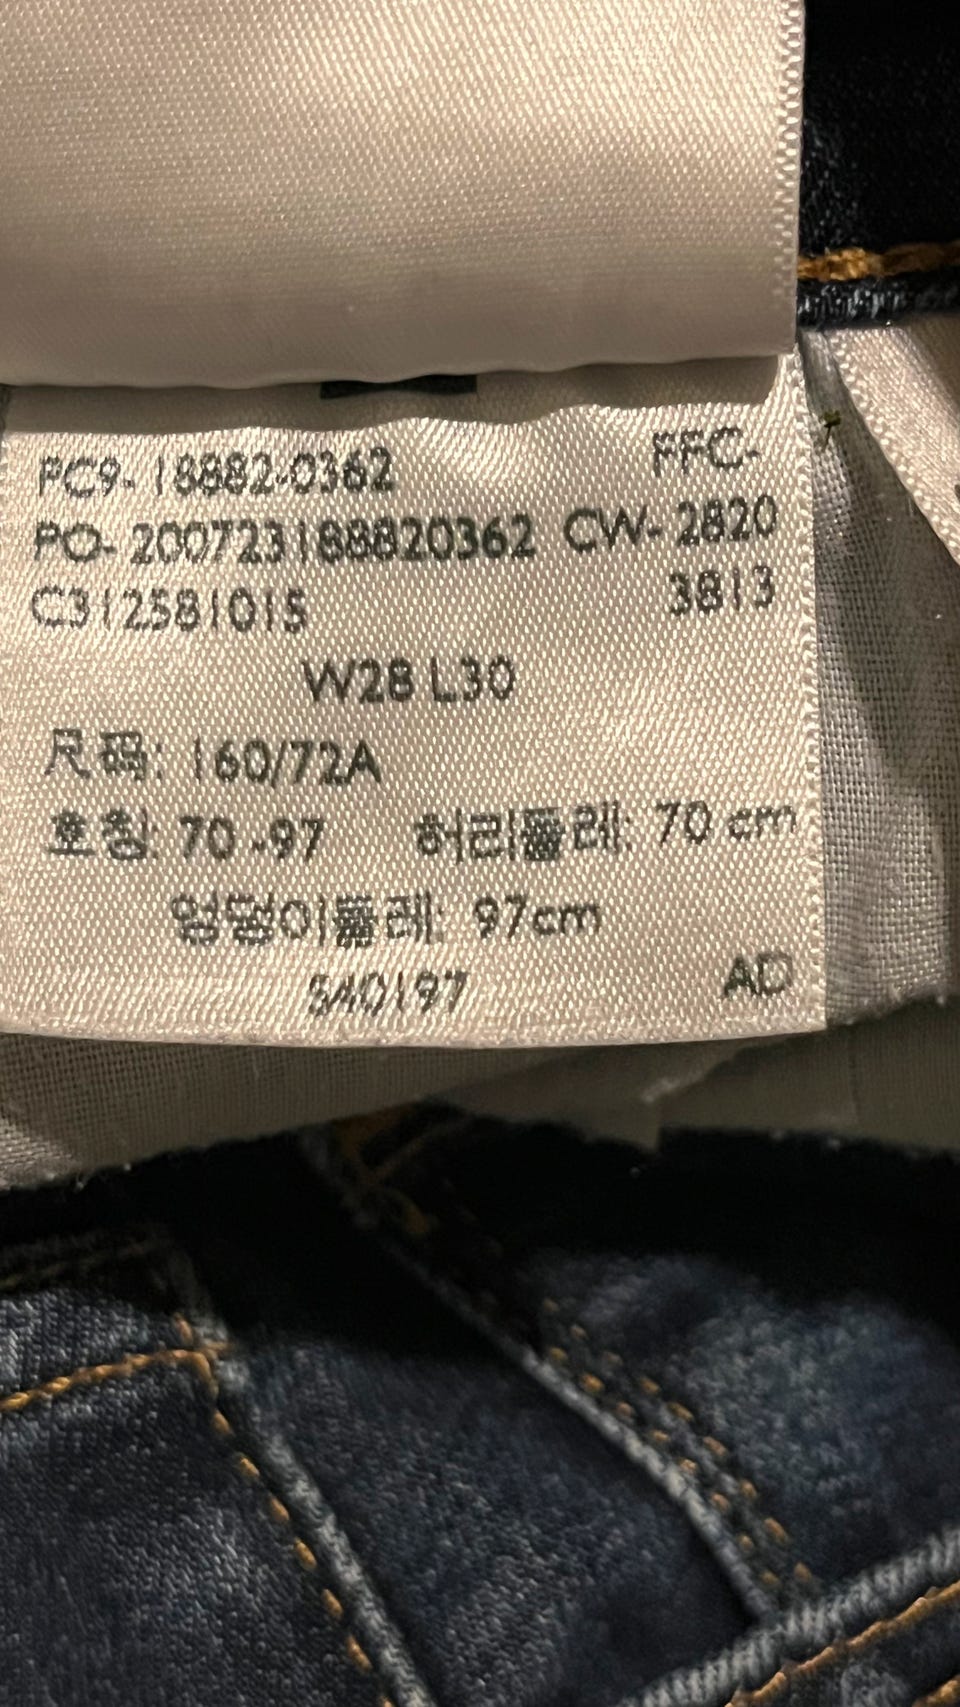 PC9-18882-0362 FFC-
PO-200723188820362 CW-2820
C312581015 3813
W28 L30
尺码: 160/72A
호칭: 70-97 허리둘레: 70 cm
엉덩이둘레: 97cm
S40197 AD